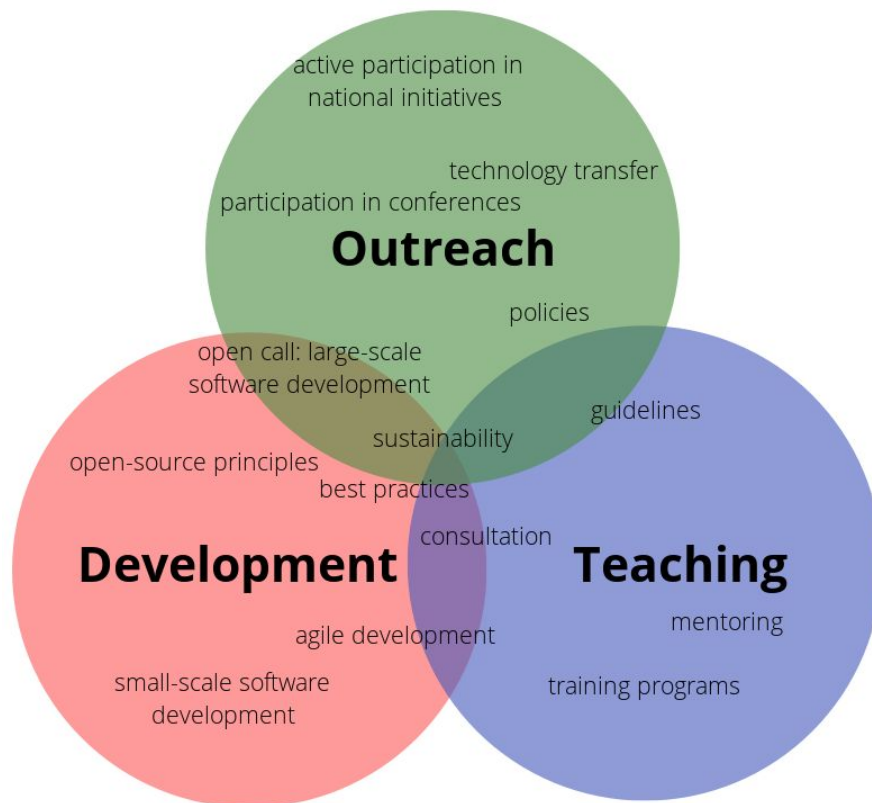 active participation in
national initiatives
technology transfer
participation in conferences
Outreach
policies
open call: large-scale
software development
guidelines
sustainability
open-source principles
best practices
consultation
Development
Teaching
mentoring
agile development
small-scale software
development
training programs